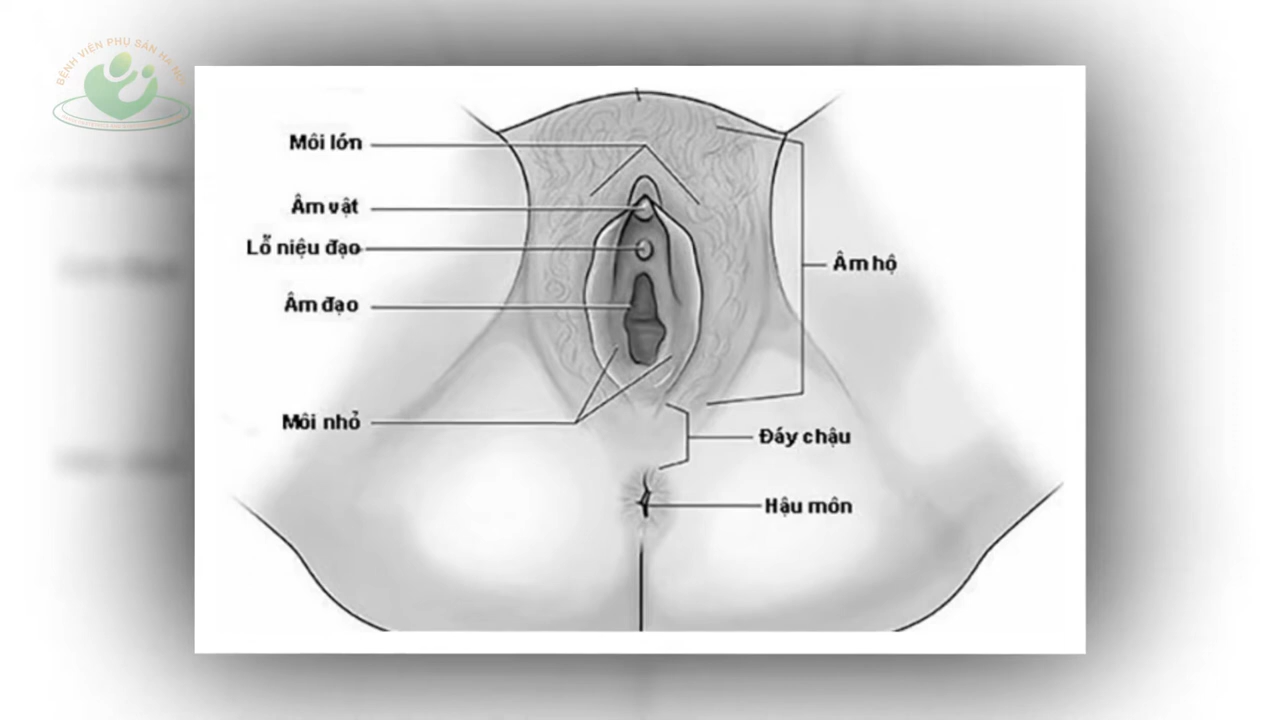 BỆNH VIỆN PHỤ SẢN HÀ NỘI
Môi lớn
Âm vật
Lỗ niệu đạo
Âm đạo
Âm hộ
Môi nhỏ
Đáy chậu
Hậu môn